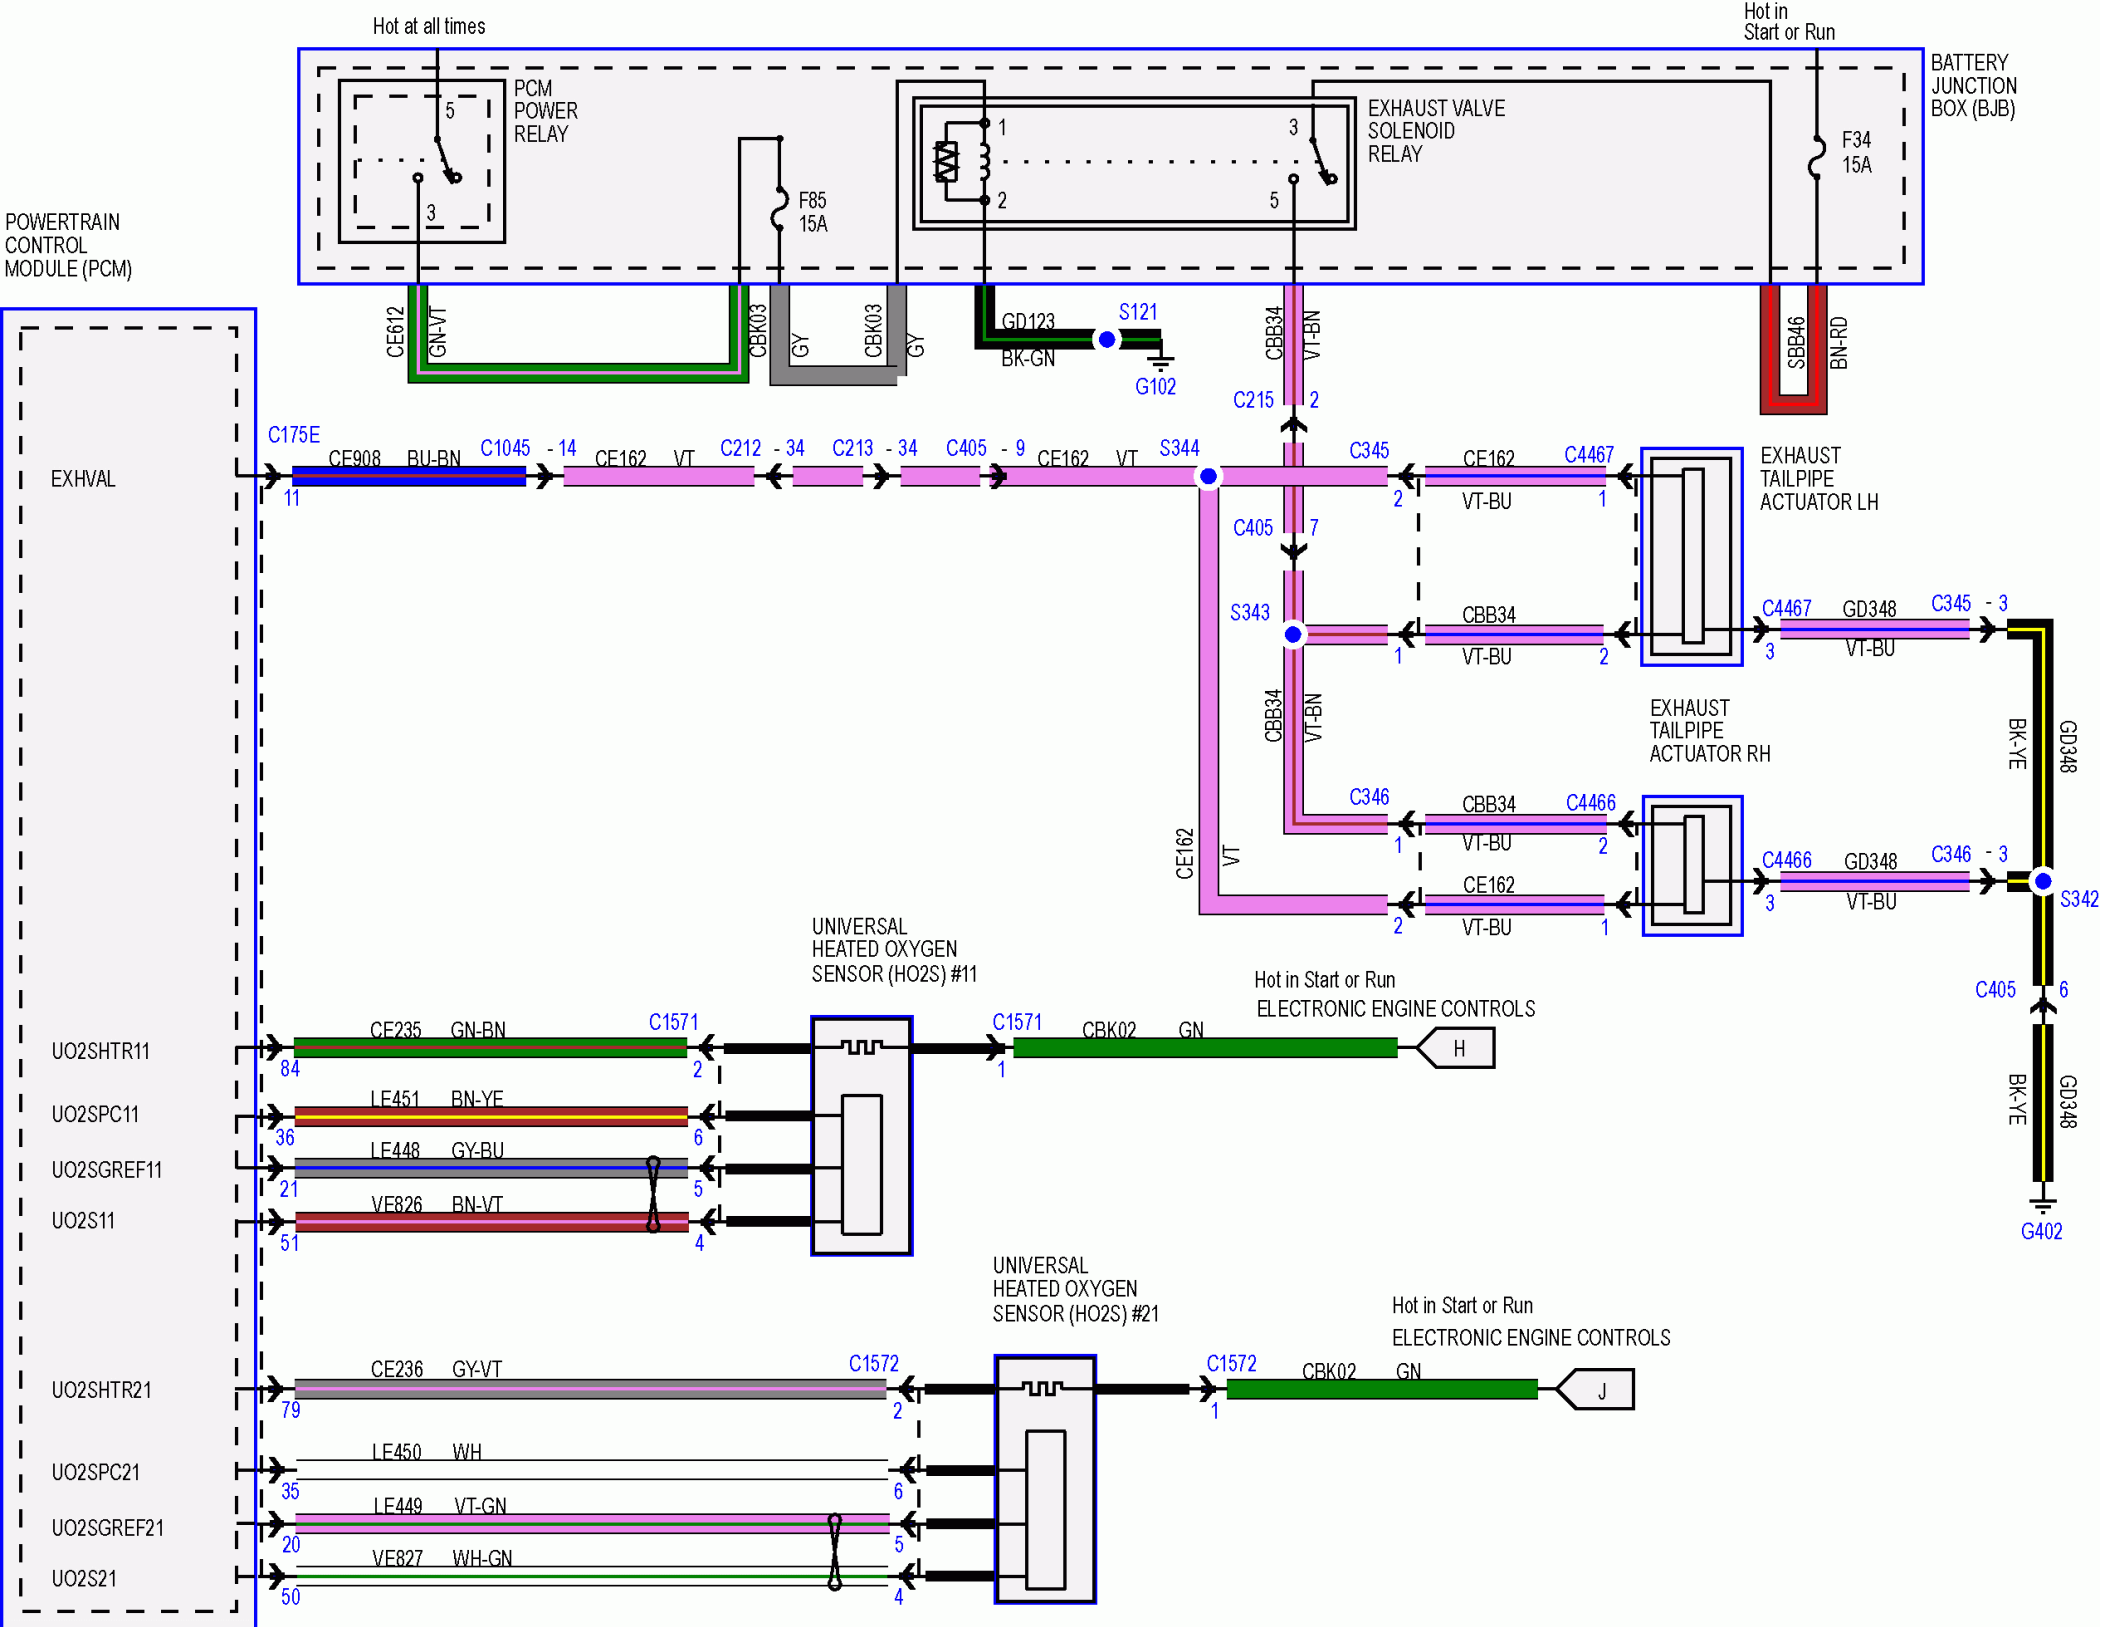 Hot at all times
Hot in
Start or Run
BATTERY
JUNCTION
BOX (BJB)
PCM
POWER
RELAY
5
3
F85
15A
1
2
3
5
EXHAUST VALVE
SOLENOID
RELAY
F34
15A
POWERTRAIN
CONTROL
MODULE (PCM)
CE612
GN-VT
CBK03
GY
CBK03
GY
GD123
BK-GN
S121
G102
CBB34
VT-BN
SBB46
BN-RD
C215
2
EXHVAL
C175E
11
CE908 BU-BN
C1045 - 14
CE162 VT
C212 - 34
C213 - 34
C405 - 9
CE162 VT
S344
C345
2
CE162
VT-BU
C4467
1
EXHAUST
TAILPIPE
ACTUATOR LH
C405
7
S343
1
CBB34
VT-BU
2
C4467
3
GD348
VT-BU
C345 - 3
CBB34
VT-BN
BK-YE
GD348
EXHAUST
TAILPIPE
ACTUATOR RH
CE162
VT
C346
1
CBB34
VT-BU
C4466
2
2
CE162
VT-BU
1
C4466
3
GD348
VT-BU
C346 - 3
S342
C405
6
BK-YE
GD348
G402
UNIVERSAL
HEATED OXYGEN
SENSOR (HO2S) #11
Hot in Start or Run
ELECTRONIC ENGINE CONTROLS
UO2SHTR11
84
CE235 GN-BN
C1571
2
C1571
1
CBK02 GN
H
UO2SPC11
36
LE451 BN-YE
6
UO2SGREF11
21
LE448 GY-BU
5
UO2S11
51
VE826 BN-VT
4
UNIVERSAL
HEATED OXYGEN
SENSOR (HO2S) #21
Hot in Start or Run
ELECTRONIC ENGINE CONTROLS
UO2SHTR21
79
CE236 GY-VT
C1572
2
C1572
1
CBK02 GN
J
UO2SPC21
35
LE450 WH
6
UO2SGREF21
20
LE449 VT-GN
5
UO2S21
50
VE827 WH-GN
4